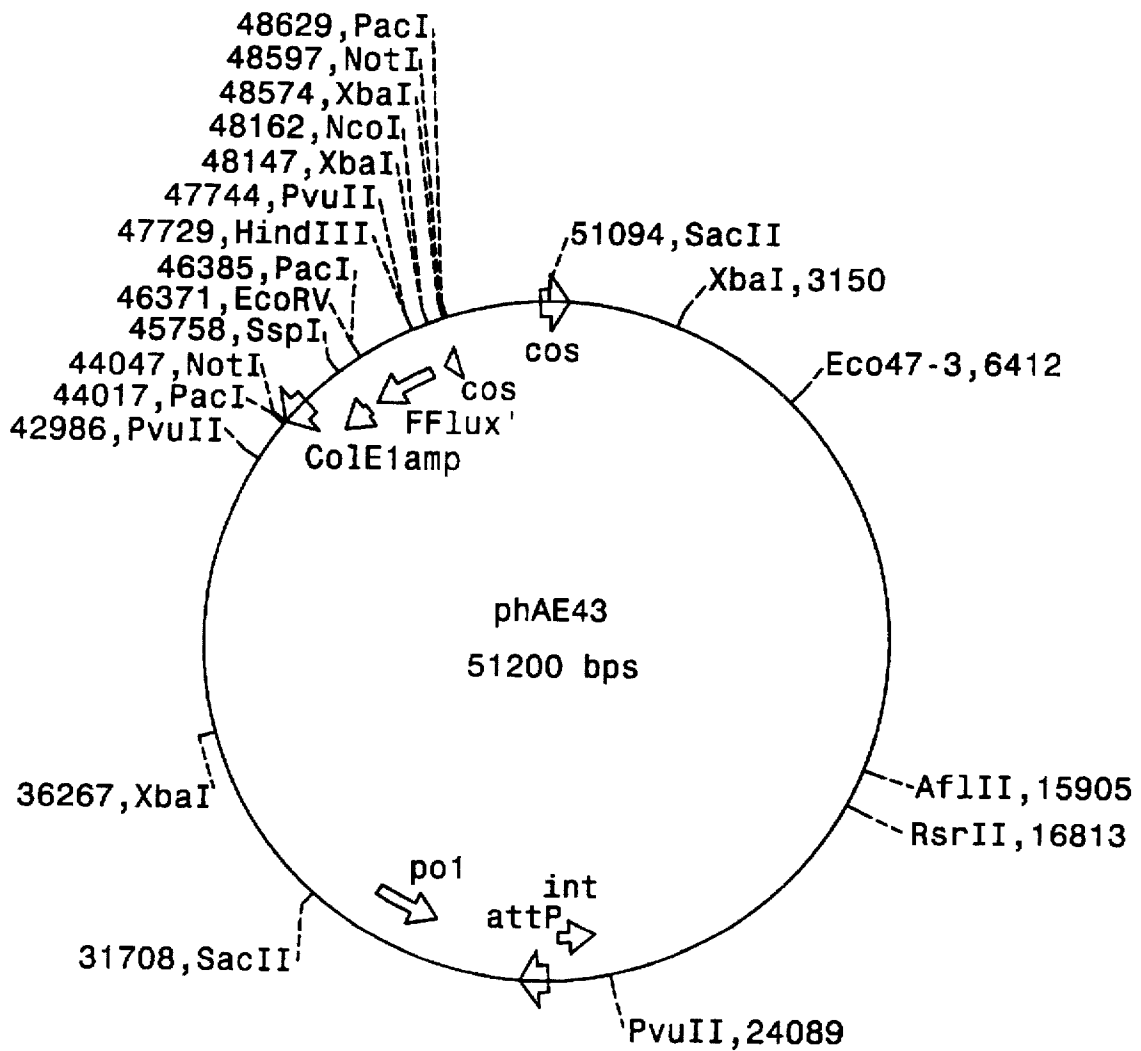 48629,PacI
48597,NotI
48574,XbaI
48162,NcoI
48147,XbaI
47744,PvuII
47729,HindIII
46385,PacI
46371,EcoRV
45758,SspI
44047,NotI
44017,PacI
42986,PvuII
51094,SacII
XbaI,3150
Eco47-3,6412
cos
cos
FFlux'
ColE1amp
phAE43
51200 bps
36267,XbaI
AflII,15905
RsrII,16813
pol
int
attP
31708,SacII
PvuII,24089